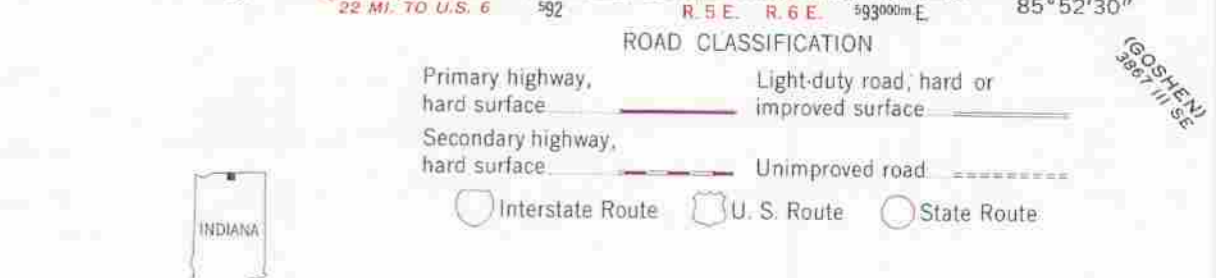 22 MI. TO U.S. 6 592 R. 5 E. R. 6 E. 593000m.E. 85°52'30"
(GOSHEN)
3867 III SE
ROAD CLASSIFICATION
Primary highway,
hard surface
Light-duty road, hard or
improved surface
Secondary highway,
hard surface
Unimproved road
Interstate Route U. S. Route State Route
INDIANA